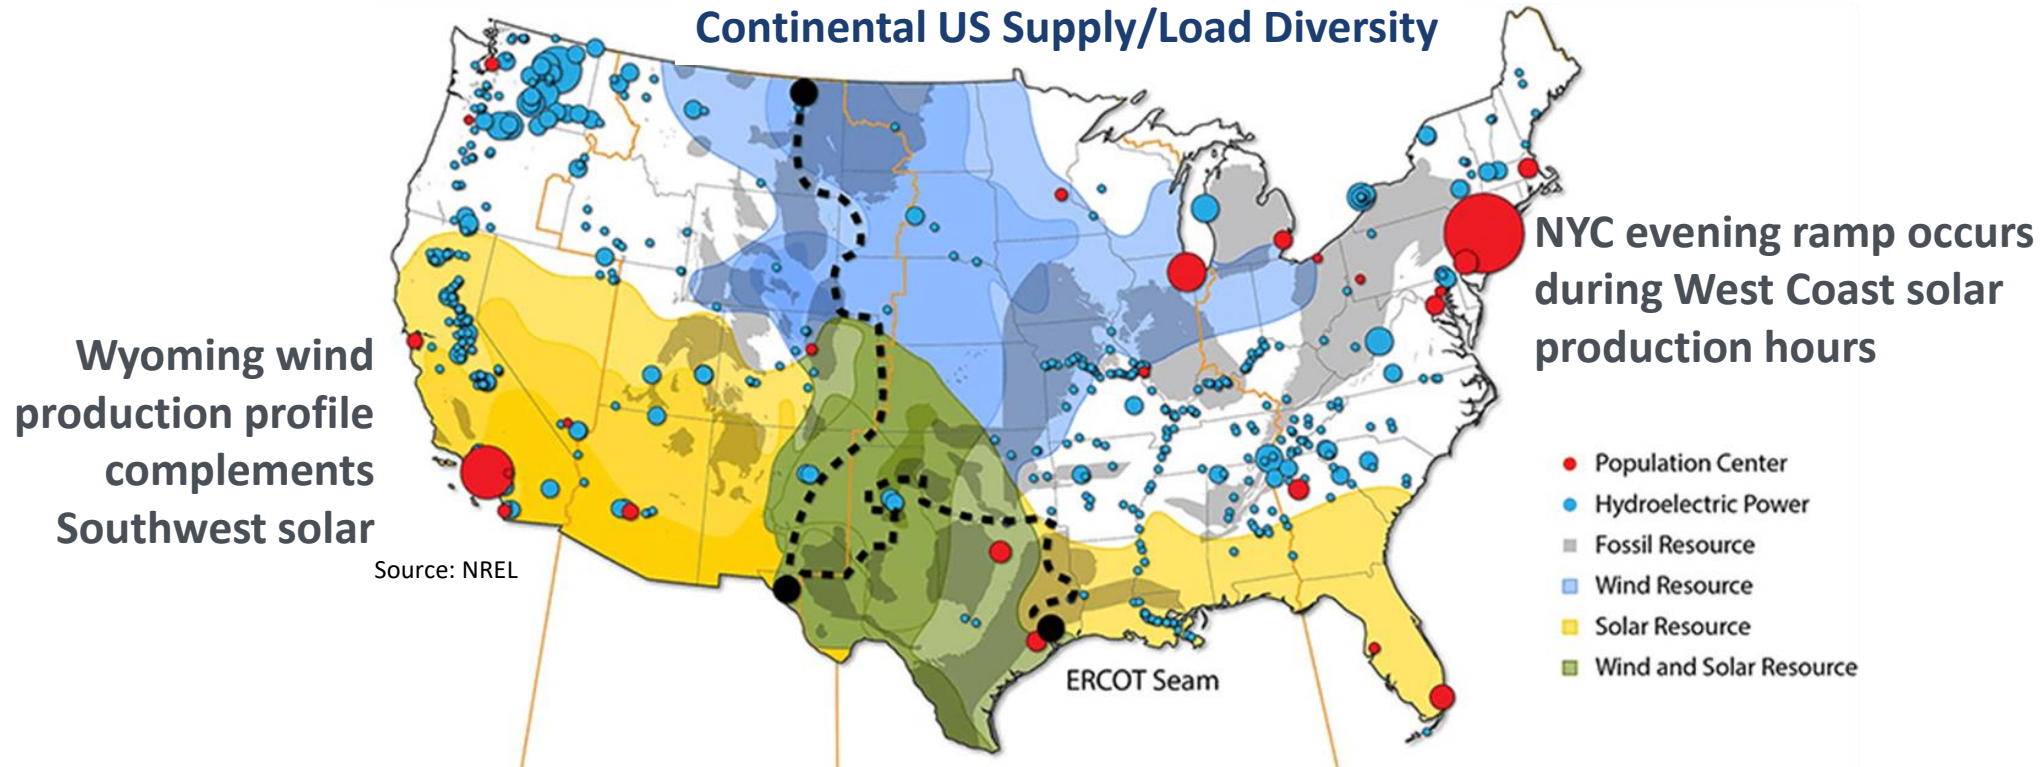 Continental US Supply/Load Diversity
Wyoming wind
production profile
complements
Southwest solar
Source: NREL
NYC evening ramp occurs
during West Coast solar
production hours
Population Center
Hydroelectric Power
Fossil Resource
Wind Resource
Solar Resource
Wind and Solar Resource
ERCOT Seam